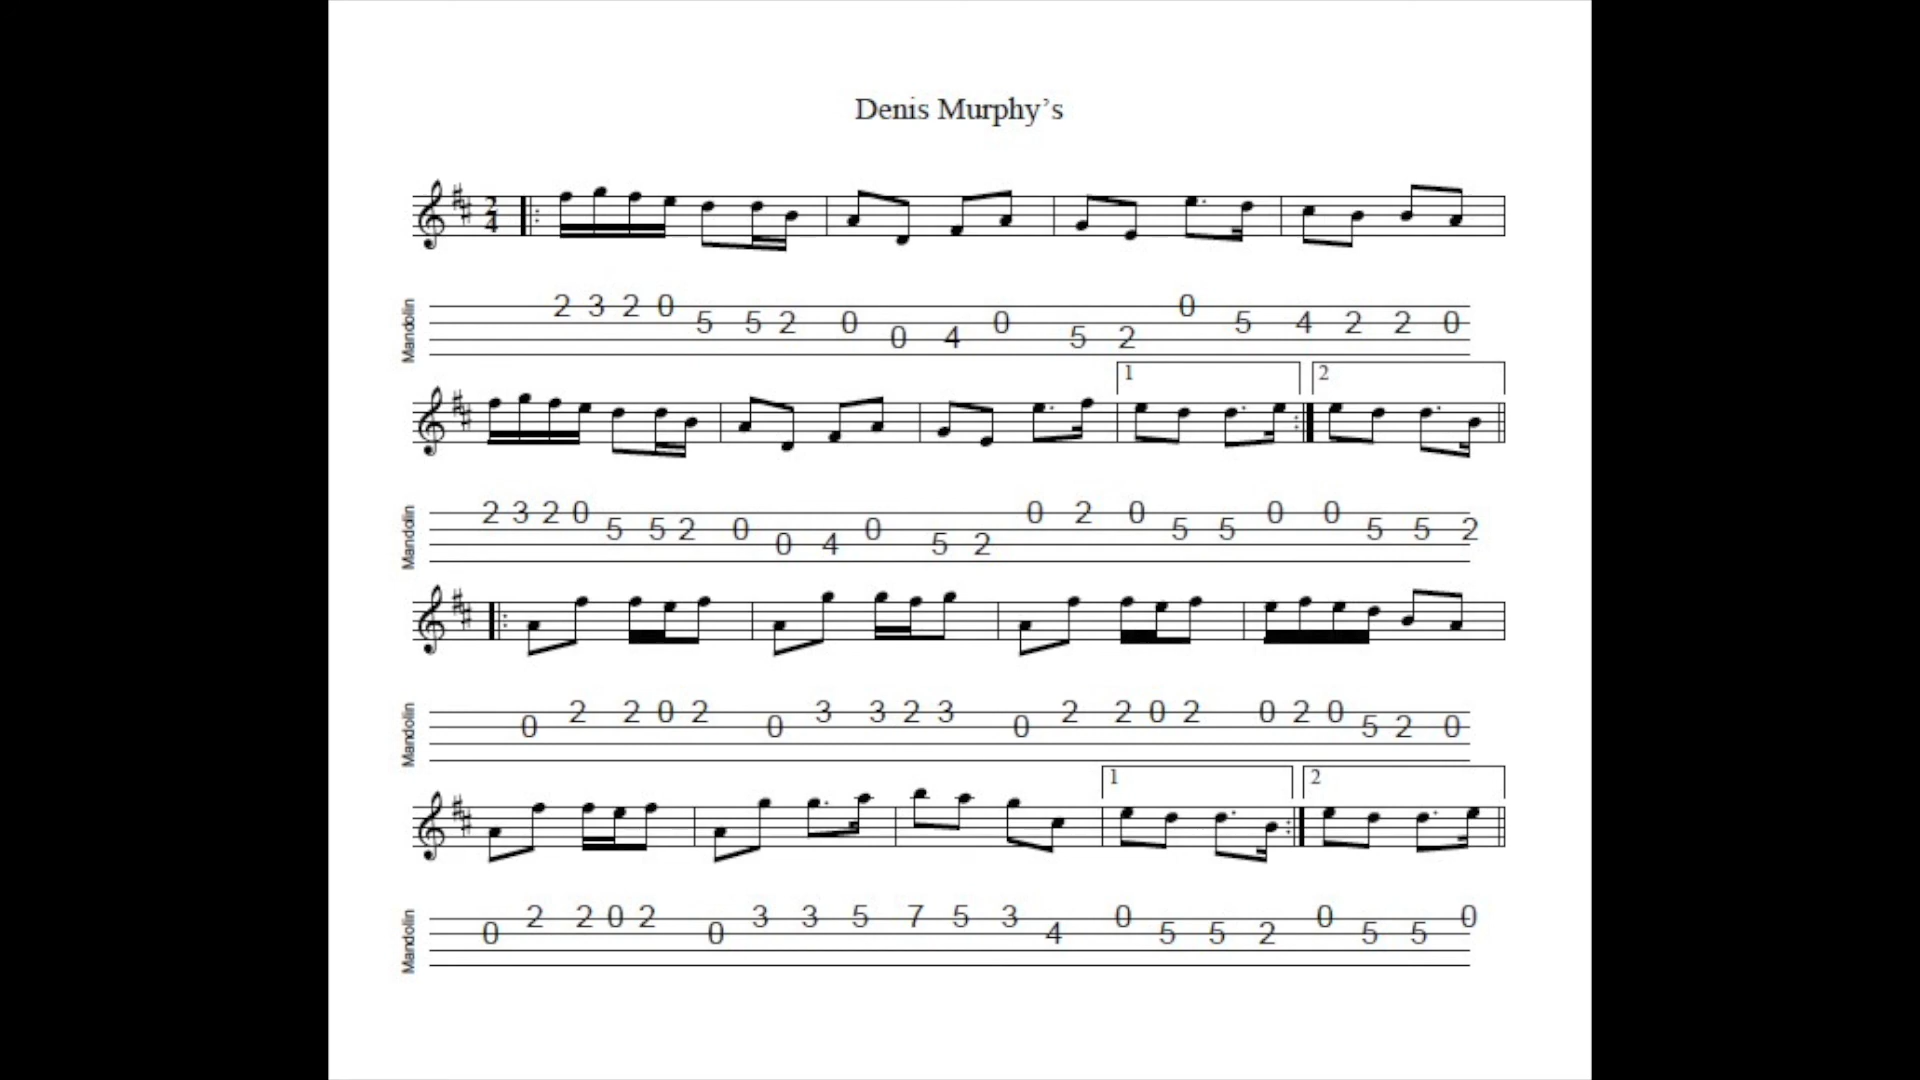 Denis Murphy’s
2 4
Mandolin 2 3 2 0 5 5 2 0 0 4 0 5 2 0 5 4 2 2 0
1 2
Mandolin 2 3 2 0 5 5 2 0 0 4 0 5 2 0 2 0 5 5 0 0 5 5 2
Mandolin 0 2 2 0 2 0 3 3 2 3 0 2 2 0 2 0 2 0 5 2 0
1 2
Mandolin 0 2 2 0 2 0 3 3 5 7 5 3 4 0 5 5 2 0 5 5 0